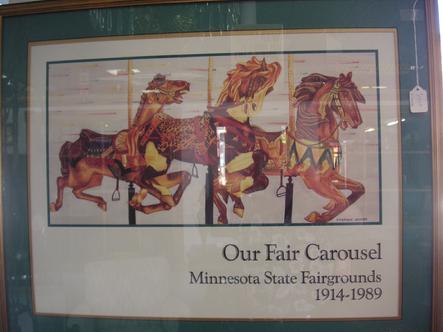 Our Fair Carousel
Minnesota State Fairgrounds
1914-1989